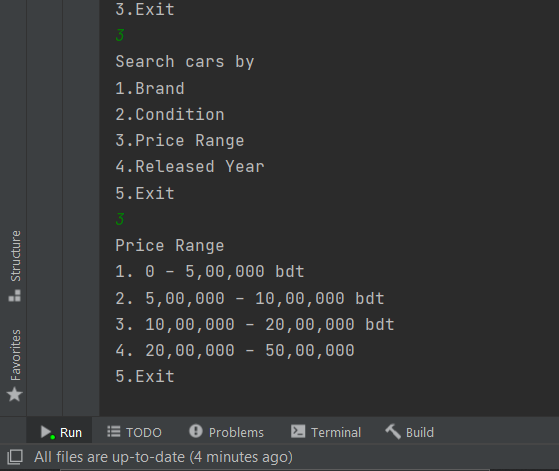 3.Exit
3
Search cars by
1.Brand
2.Condition
3.Price Range
4.Released Year
5.Exit
3
Price Range
1. 0 - 5,00,000 bdt
2. 5,00,000 - 10,00,000 bdt
3. 10,00,000 - 20,00,000 bdt
4. 20,00,000 - 50,00,000
5.Exit
Structure
Favorites
Run TODO Problems Terminal Build
All files are up-to-date (4 minutes ago)